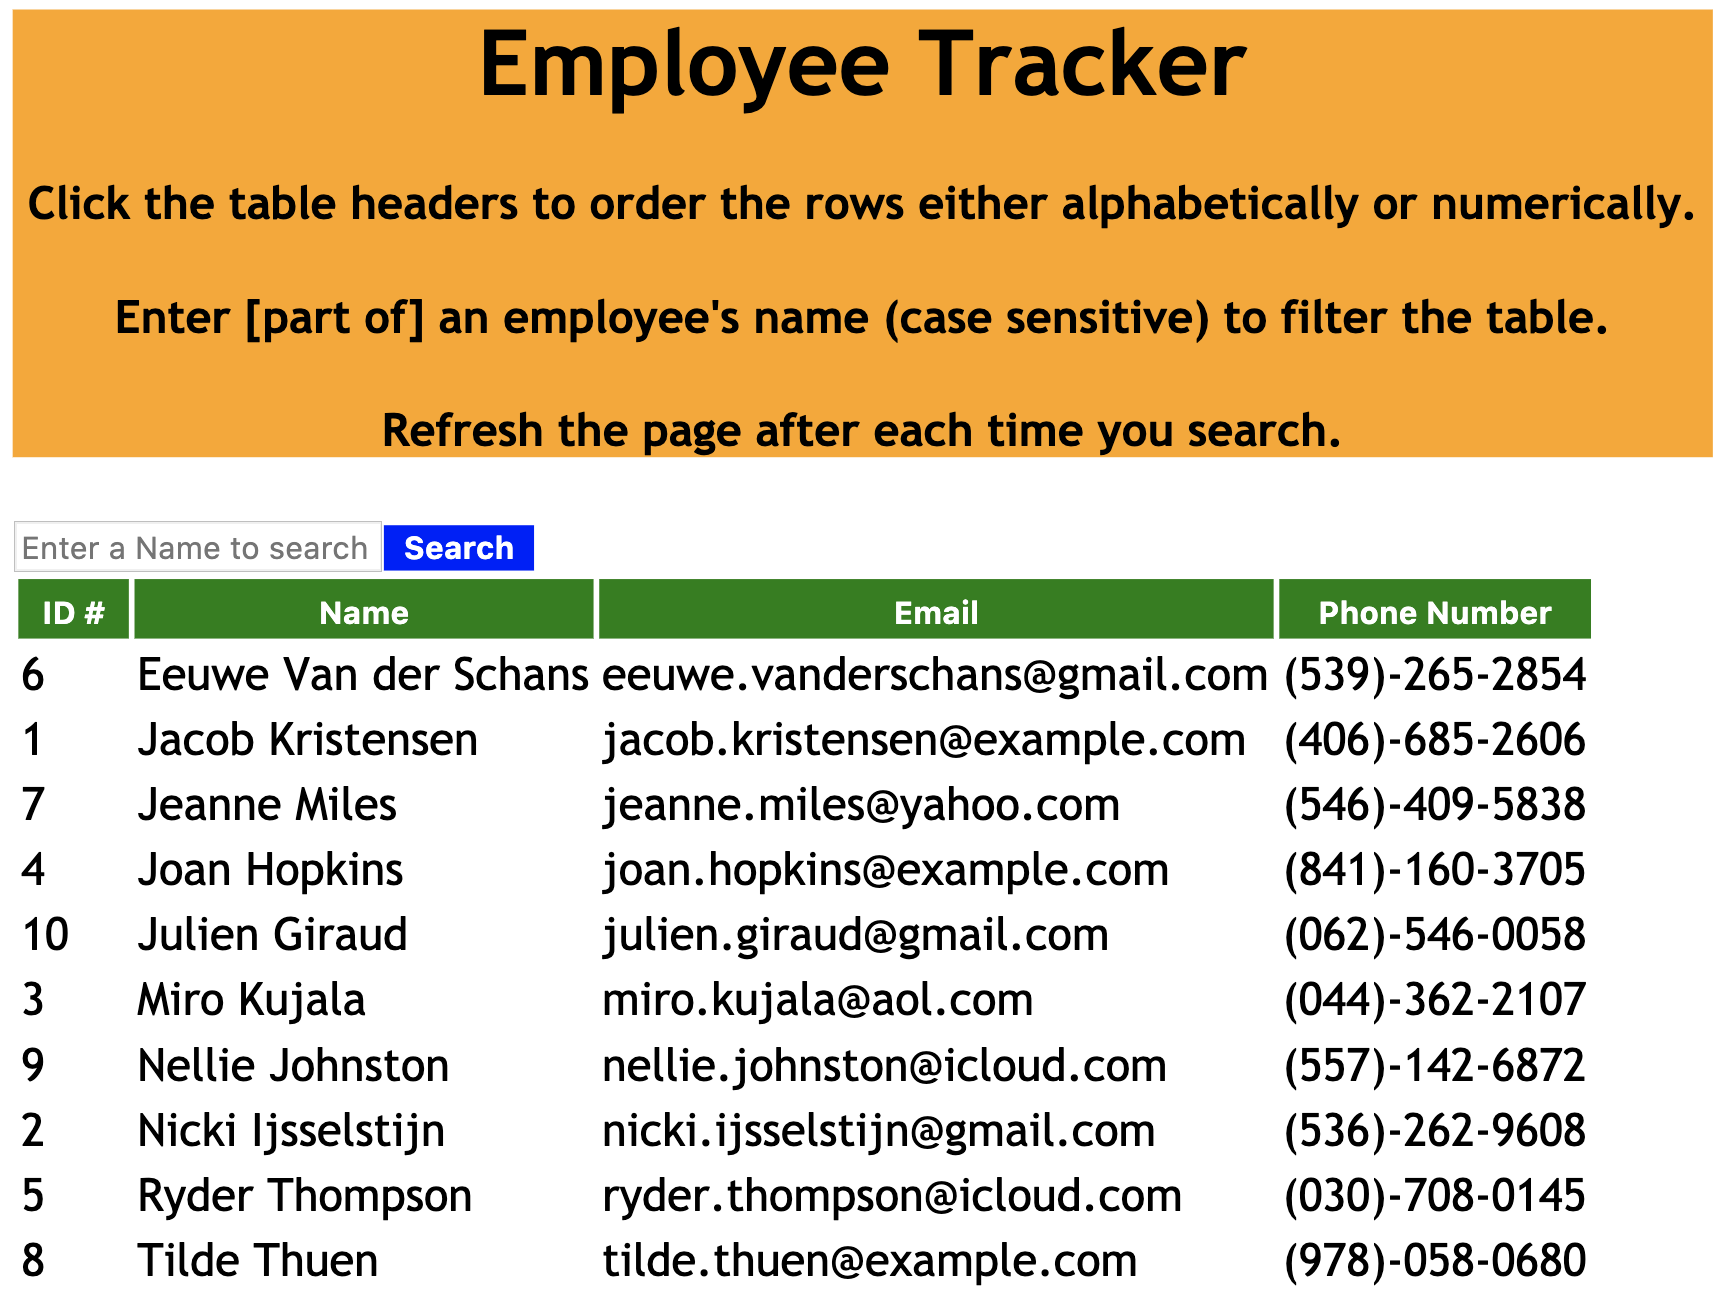 Employee Tracker
Click the table headers to order the rows either alphabetically or numerically.
Enter [part of] an employee's name (case sensitive) to filter the table.
Refresh the page after each time you search.
Enter a Name to search Search
ID # Name Email Phone Number
6 Eeuwe Van der Schans eeuwe.vanderschans@gmail.com (539)-265-2854
1 Jacob Kristensen jacob.kristensen@example.com (406)-685-2606
7 Jeanne Miles jeanne.miles@yahoo.com (546)-409-5838
4 Joan Hopkins joan.hopkins@example.com (841)-160-3705
10 Julien Giraud julien.giraud@gmail.com (062)-546-0058
3 Miro Kujala miro.kujala@aol.com (044)-362-2107
9 Nellie Johnston nellie.johnston@icloud.com (557)-142-6872
2 Nicki Ijsselstijn nicki.ijsselstijn@gmail.com (536)-262-9608
5 Ryder Thompson ryder.thompson@icloud.com (030)-708-0145
8 Tilde Thuen tilde.thuen@example.com (978)-058-0680